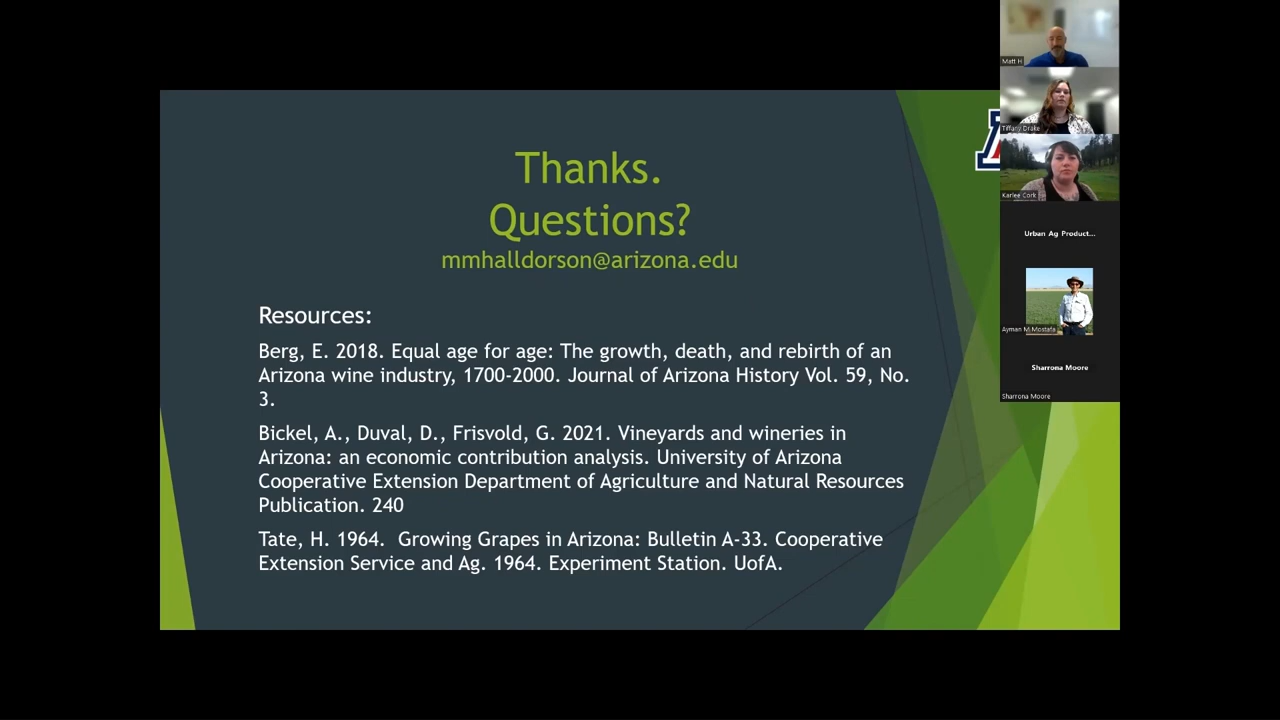 Thanks.
Questions?
mmhalldorson@arizona.edu
Resources:
Berg, E. 2018. Equal age for age: The growth, death, and rebirth of an
Arizona wine industry, 1700-2000. Journal of Arizona History Vol. 59, No.
3.
Bickel, A., Duval, D., Frisvold, G. 2021. Vineyards and wineries in
Arizona: an economic contribution analysis. University of Arizona
Cooperative Extension Department of Agriculture and Natural Resources
Publication. 240
Tate, H. 1964.  Growing Grapes in Arizona: Bulletin A-33. Cooperative
Extension Service and Ag. 1964. Experiment Station. UofA.
Matt H
Tiffany Drake
Karlee Cork
Urban Ag Product...
Ayman M.Mostafa
Sharrona Moore
Sharrona Moore